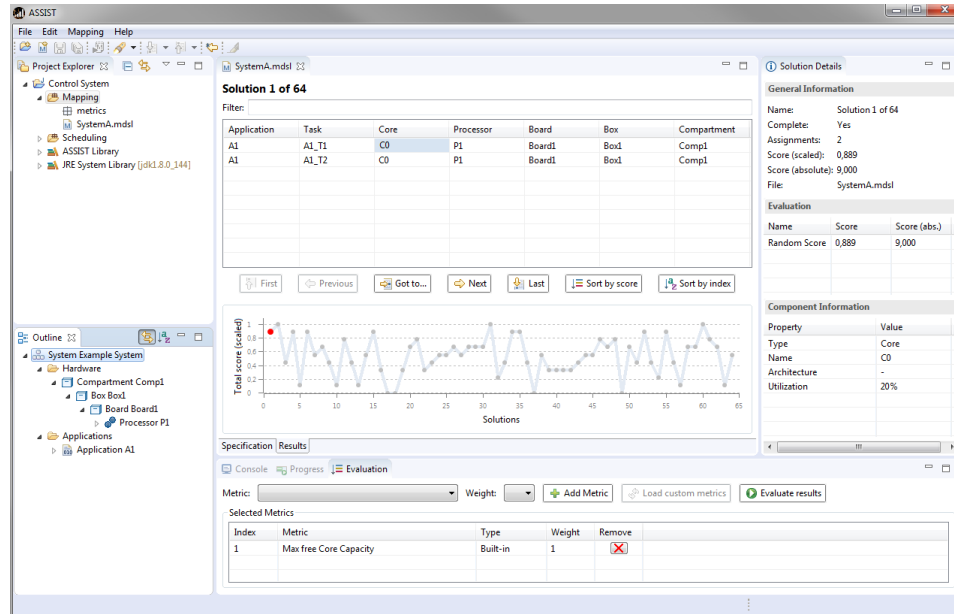 ASSIST
File Edit Mapping Help
Project Explorer
Control System
Mapping
metrics
SystemA.mdsl
Scheduling
ASSIST Library
JRE System Library [jdk1.8.0_144]
SystemA.mdsl
Solution 1 of 64
Filter:
Application Task Core Processor Board Box Compartment
A1 A1_T1 C0 P1 Board1 Box1 Comp1
A1 A1_T2 C0 P1 Board1 Box1 Comp1
First Previous Got to... Next Last Sort by score Sort by index
Total score (scaled)
1
0.8
0.6
0.4
0.2
0
0 5 10 15 20 25 30 35 40 45 50 55 60 65
Solutions
Specification Results
Solution Details
General Information
Name: Solution 1 of 64
Complete: Yes
Assignments: 2
Score (scaled): 0,889
Score (absolute): 9,000
File: SystemA.mdsl
Evaluation
Name Score Score (abs.)
Random Score 0,889 9,000
Component Information
Property Value
Type Core
Name C0
Architecture -
Utilization 20%
Outline
System Example System
Hardware
Compartment Comp1
Box Box1
Board Board1
Processor P1
Applications
Application A1
Console Progress Evaluation
Metric: Weight: Add Metric Load custom metrics Evaluate results
Selected Metrics
Index Metric Type Weight Remove
1 Max free Core Capacity Built-in 1